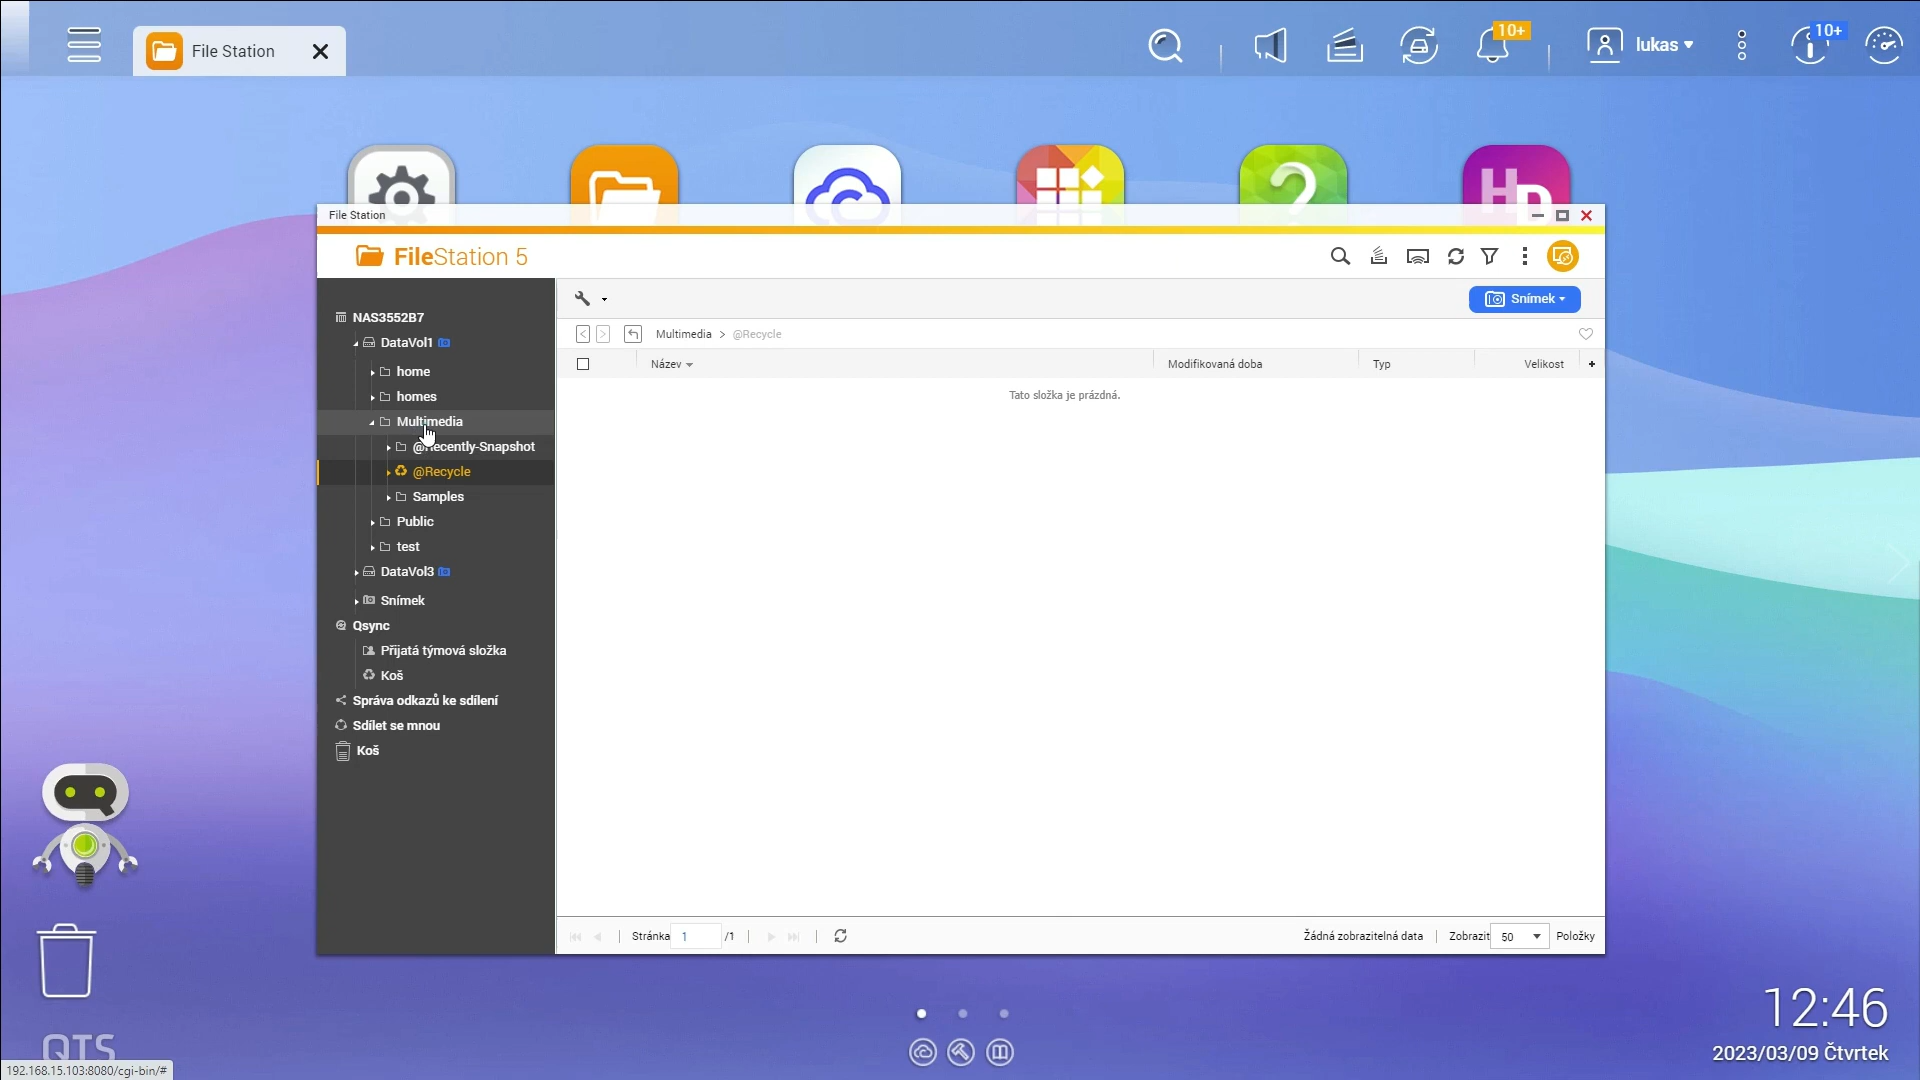 File Station
10+
lukas
10+
HD
File Station
FileStation 5
Snímek
NAS3552B7
DataVol1
home
homes
Multimedia
@Recently-Snapshot
@Recycle
Samples
Public
test
DataVol3
Snímek
Qsync
Přijatá týmová složka
Koš
Správa odkazů ke sdílení
Sdílet se mnou
Koš
Multimedia > @Recycle
Název
Modifikovaná doba
Typ
Velikost
Tato složka je prázdná.
Stránka 1 /1
Žádná zobrazitelná data
Zobrazit 50 Položky
12:46
2023/03/09 Čtvrtek
QTS
192.168.15.103:8080/cgi-bin/#